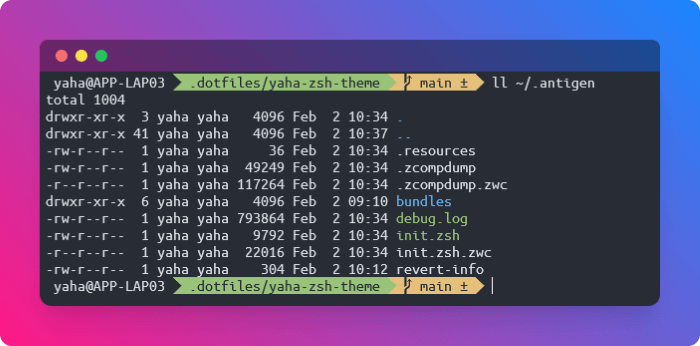 yaha@APP-LAP03 .dotfiles/yaha-zsh-theme main ± ll ~/.antigen
total 1004
drwxr-xr-x 3 yaha yaha 4096 Feb 2 10:34 .
drwxr-xr-x 41 yaha yaha 4096 Feb 2 10:37 ..
-rw-r--r-- 1 yaha yaha 36 Feb 2 10:34 .resources
-rw-r--r-- 1 yaha yaha 49249 Feb 2 10:34 .zcompdump
-r--r--r-- 1 yaha yaha 117264 Feb 2 10:34 .zcompdump.zwc
drwxr-xr-x 6 yaha yaha 4096 Feb 2 09:10 bundles
-rw-r--r-- 1 yaha yaha 793864 Feb 2 10:34 debug.log
-rw-r--r-- 1 yaha yaha 9792 Feb 2 10:34 init.zsh
-r--r--r-- 1 yaha yaha 22016 Feb 2 10:34 init.zsh.zwc
-rw-r--r-- 1 yaha yaha 304 Feb 2 10:12 revert-info
yaha@APP-LAP03 .dotfiles/yaha-zsh-theme main ±